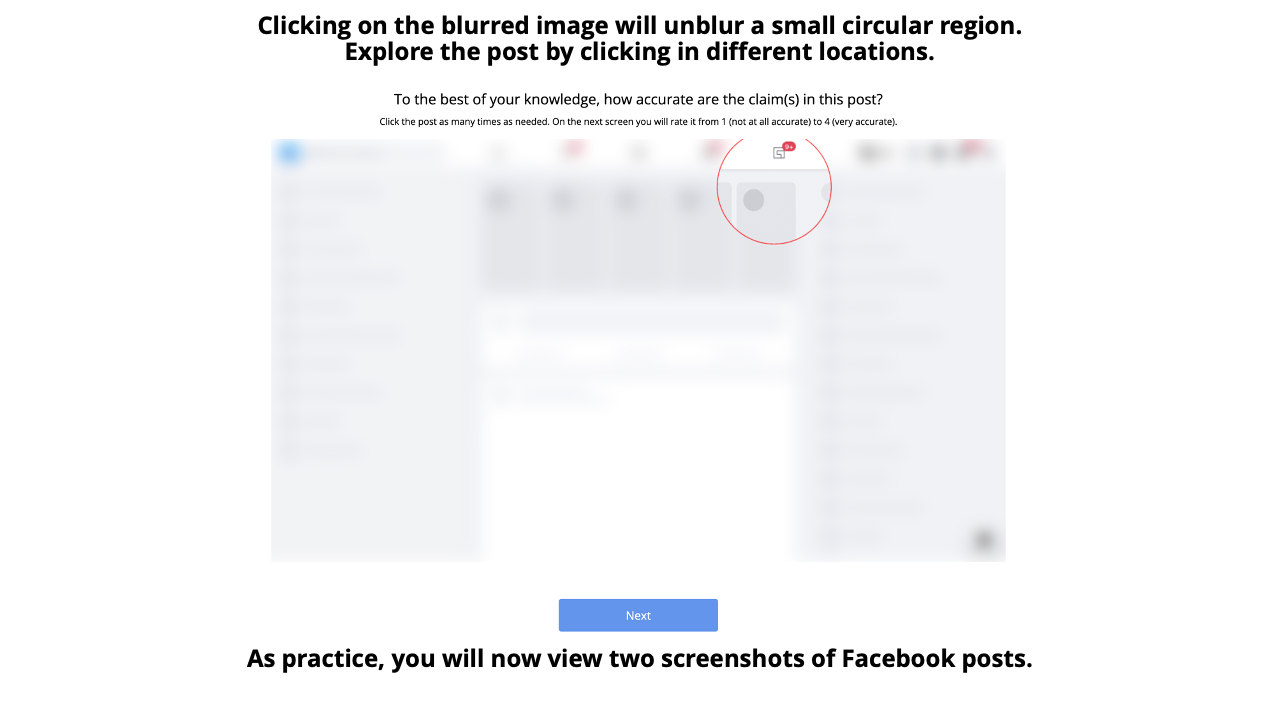 Clicking on the blurred image will unblur a small circular region.
Explore the post by clicking in different locations.
To the best of your knowledge, how accurate are the claim(s) in this post?
Click the post as many times as needed. On the next screen you will rate it from 1 (not at all accurate) to 4 (very accurate).
9+
Next
As practice, you will now view two screenshots of Facebook posts.